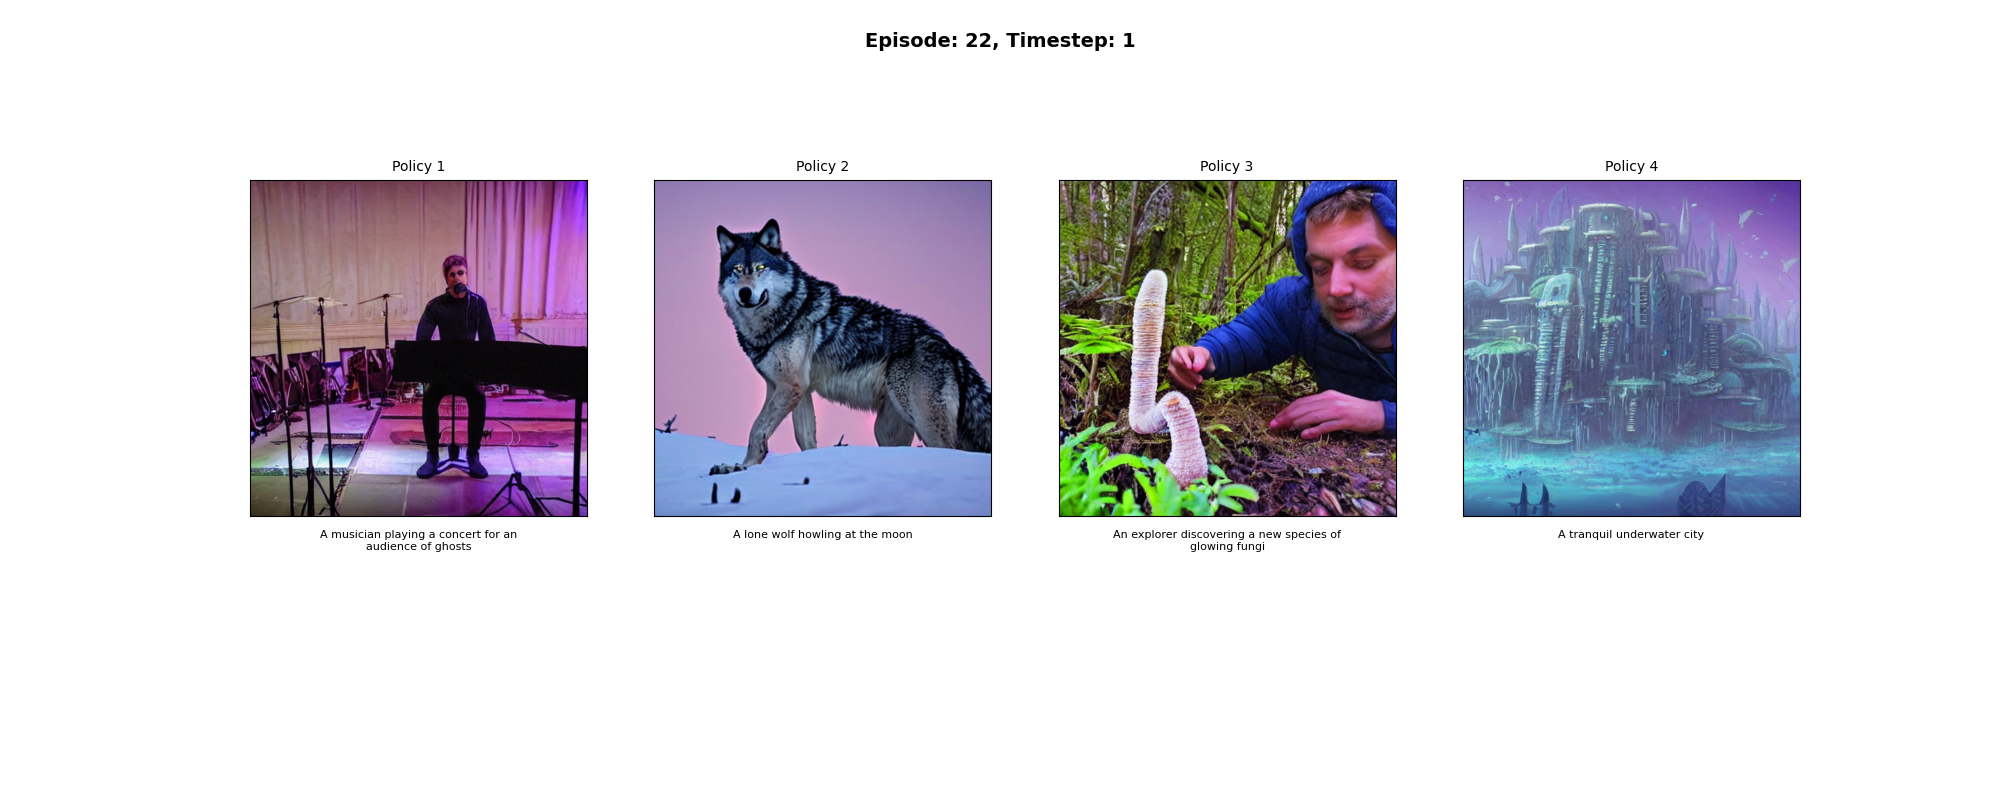 Episode: 22, Timestep: 1
Policy 1
Policy 2
Policy 3
Policy 4
A musician playing a concert for an
audience of ghosts
A lone wolf howling at the moon
An explorer discovering a new species of
glowing fungi
A tranquil underwater city